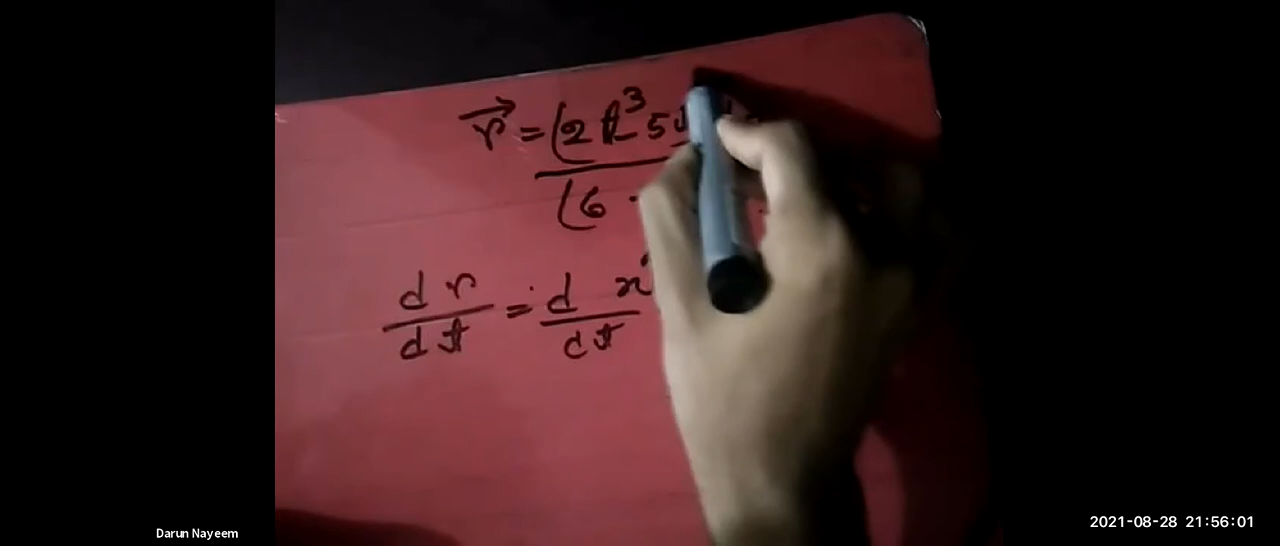 r⃗ = (2t³ 5
(6
dr/dt = d x/dt
Darun Nayeem
2021-08-28 21:56:01